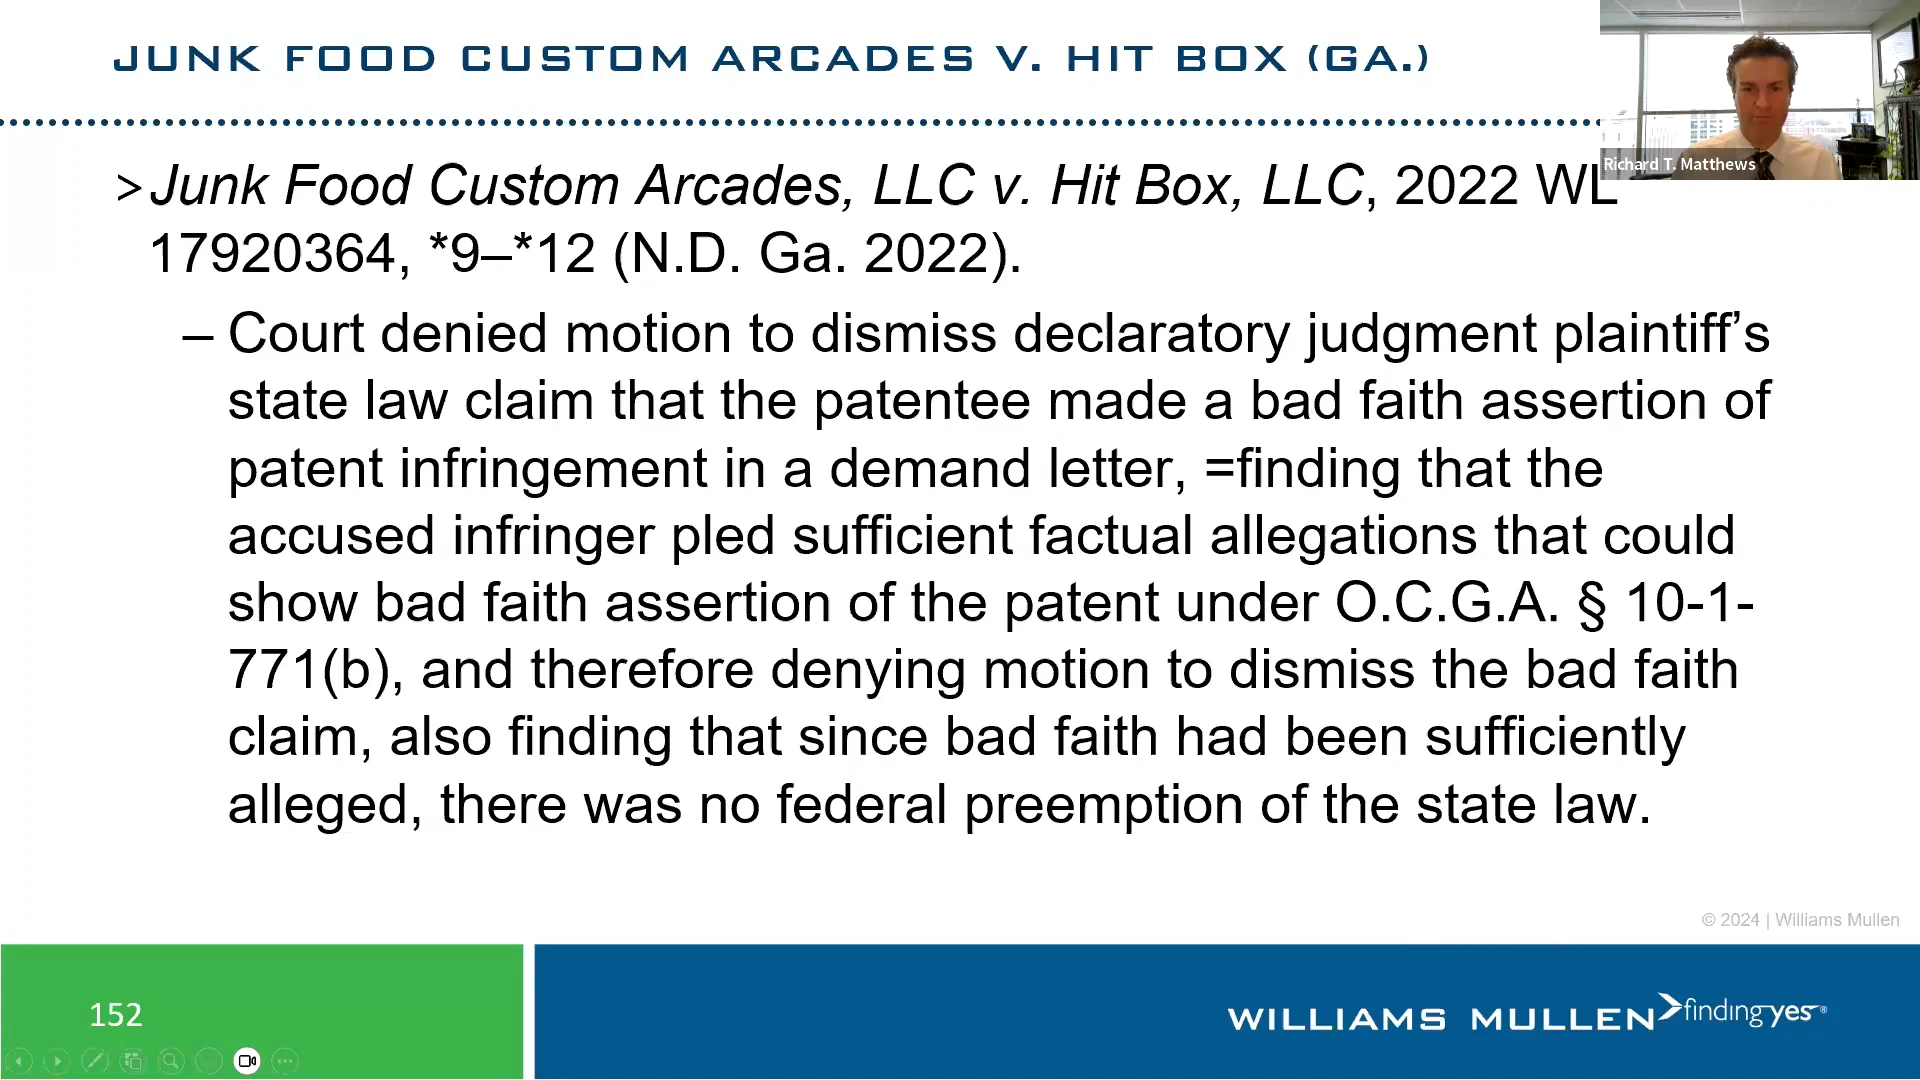 JUNK FOOD CUSTOM ARCADES V. HIT BOX (GA.)
Richard T. Matthews
>Junk Food Custom Arcades, LLC v. Hit Box, LLC, 2022 WL
17920364, *9–*12 (N.D. Ga. 2022).
– Court denied motion to dismiss declaratory judgment plaintiff’s
state law claim that the patentee made a bad faith assertion of
patent infringement in a demand letter, =finding that the
accused infringer pled sufficient factual allegations that could
show bad faith assertion of the patent under O.C.G.A. § 10-1-
771(b), and therefore denying motion to dismiss the bad faith
claim, also finding that since bad faith had been sufficiently
alleged, there was no federal preemption of the state law.
© 2024 | Williams Mullen
152
WILLIAMS MULLEN findingyes®